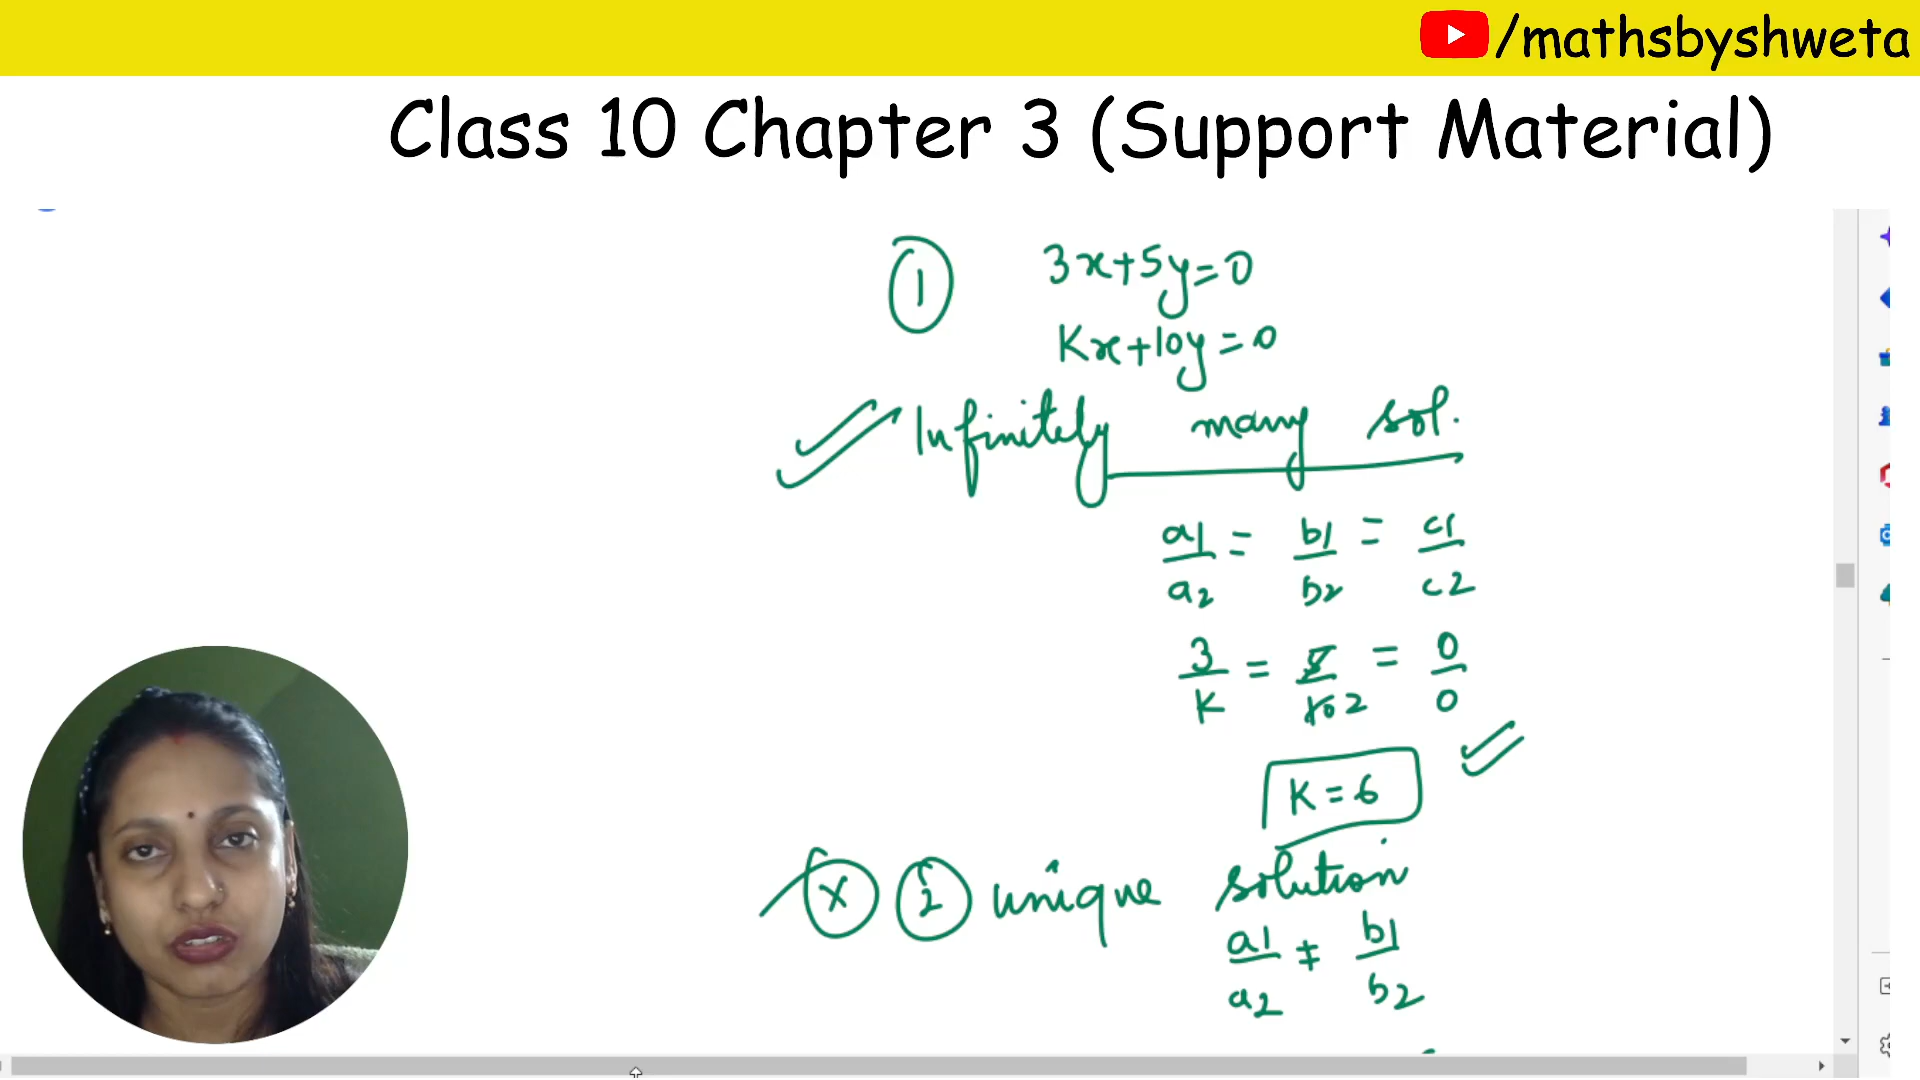 /mathsbyshweta
Class 10 Chapter 3 (Support Material)
① 3x+5y=0
Kx+10y=0
Infinitely many sol.
a1/a2 = b1/b2 = c1/c2
3/K = 5/10 2 = 0/0
K=6
x 2 unique solution
a1/a2 ≠ b1/b2